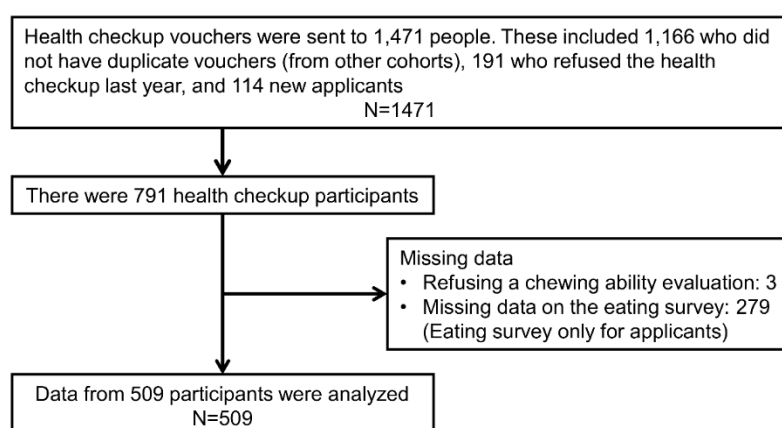 Health checkup vouchers were sent to 1,471 people. These included 1,166 who did
not have duplicate vouchers (from other cohorts), 191 who refused the health
checkup last year, and 114 new applicants
N=1471
There were 791 health checkup participants
Missing data
• Refusing a chewing ability evaluation: 3
• Missing data on the eating survey: 279
(Eating survey only for applicants)
Data from 509 participants were analyzed
N=509